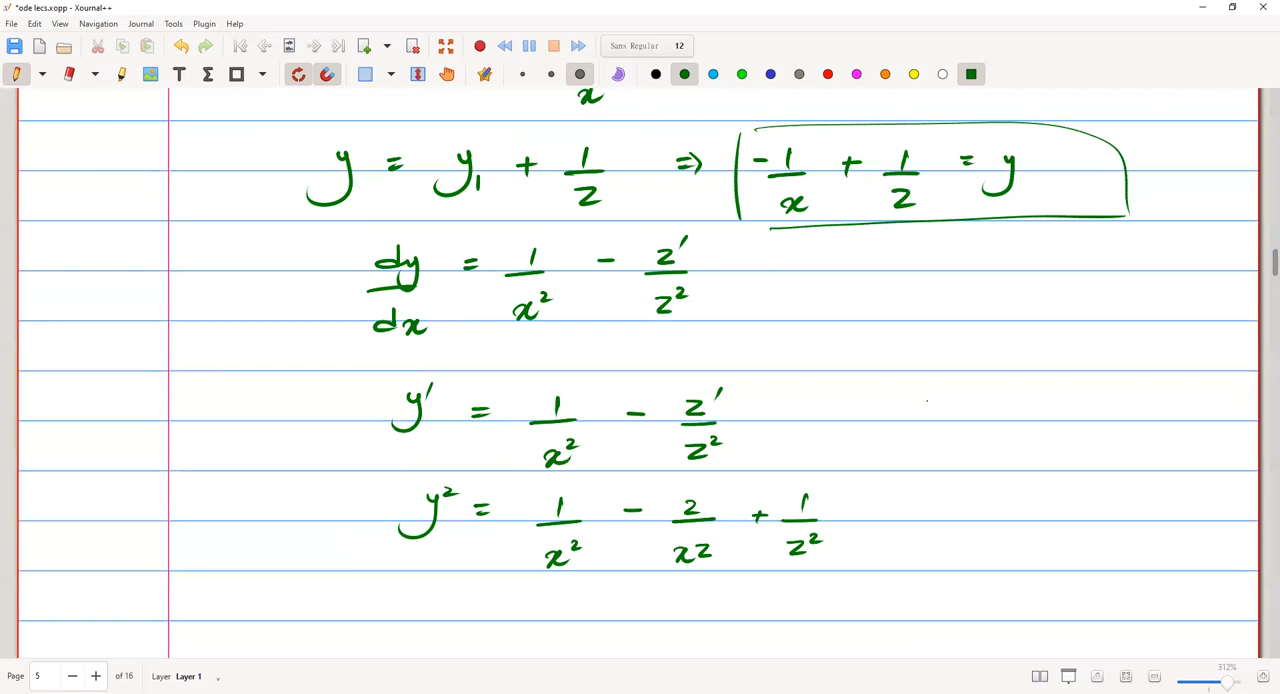 *ode lecs.xopp - Xournal++
File Edit View Navigation Journal Tools Plugin Help
Sans Regular 12
x
y = y₁ + 1/z ⇒ -1/x + 1/z = y
dy/dx = 1/x² - z'/z²
y' = 1/x² - z'/z²
y² = 1/x² - 2/xz + 1/z²
Page 5 of 16 Layer Layer 1 312%